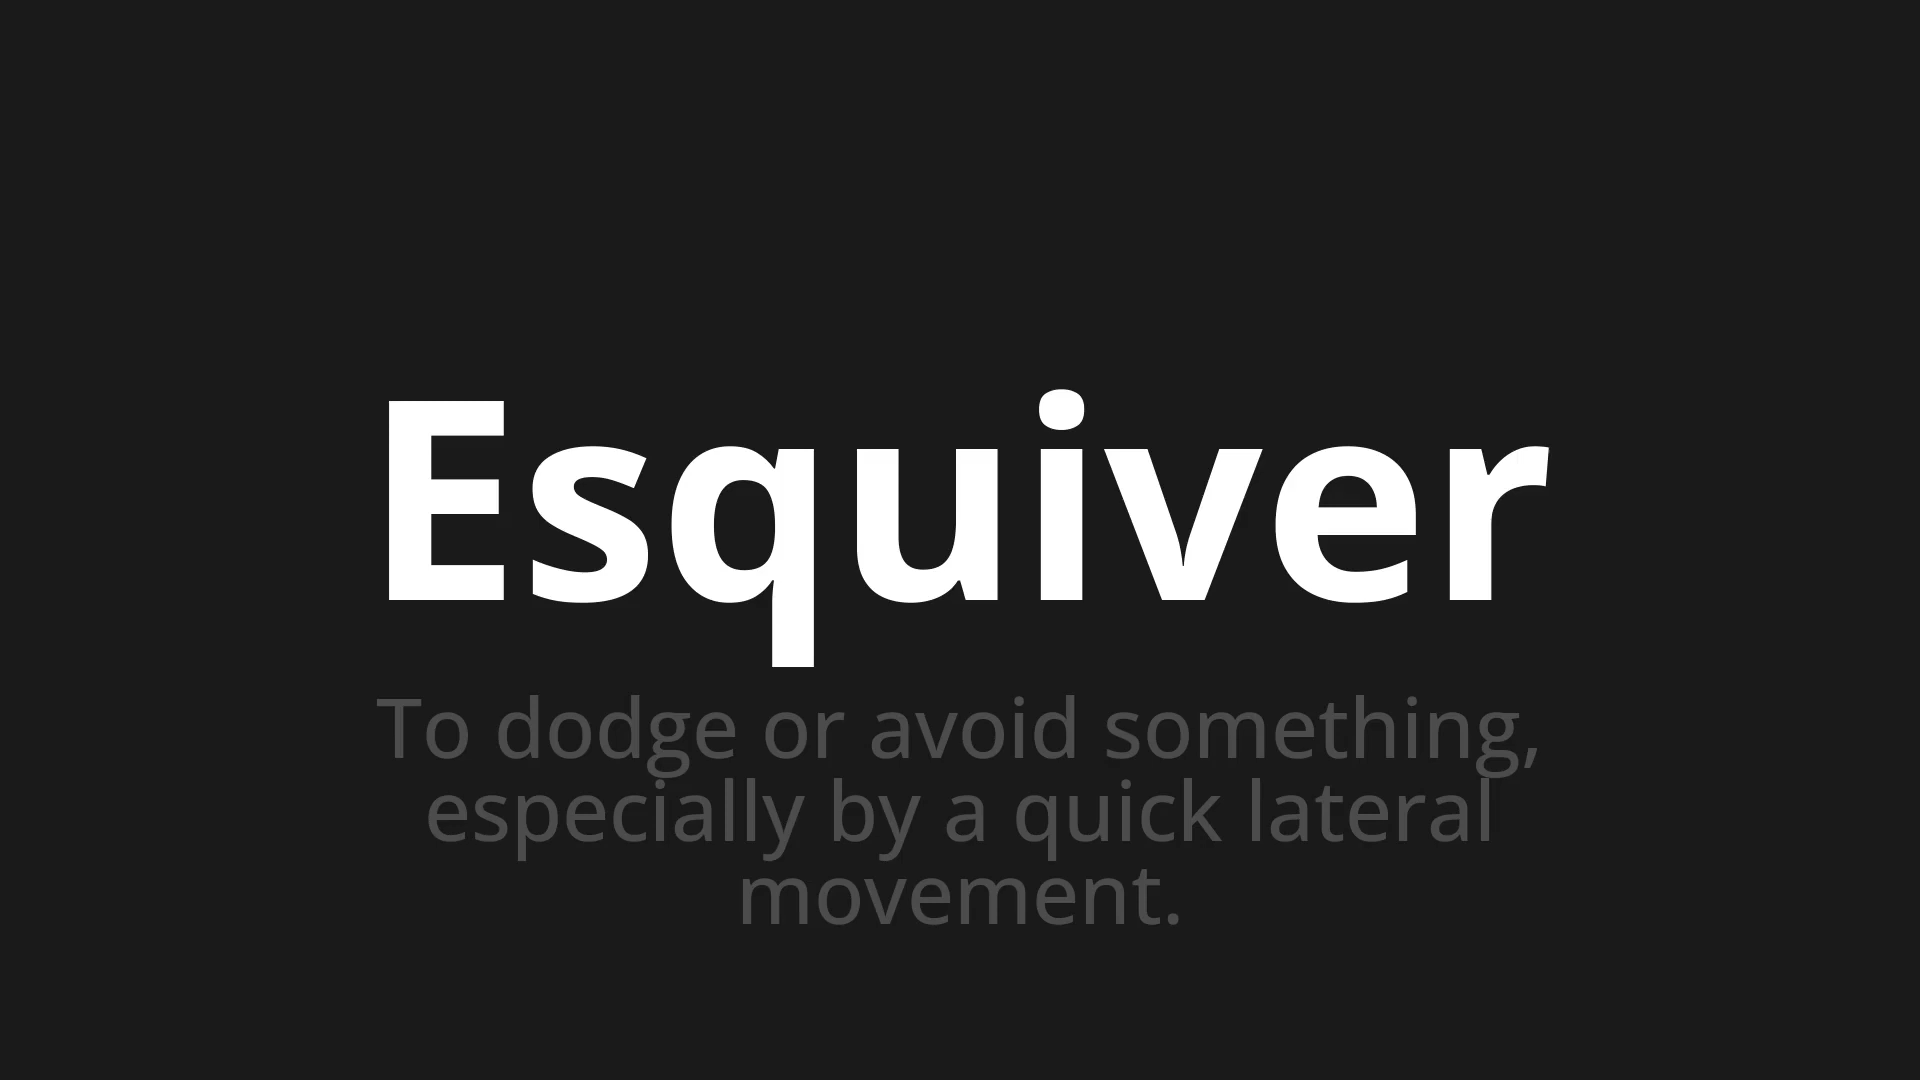 Esquiver
To dodge or avoid something,
especially by a quick lateral
movement.